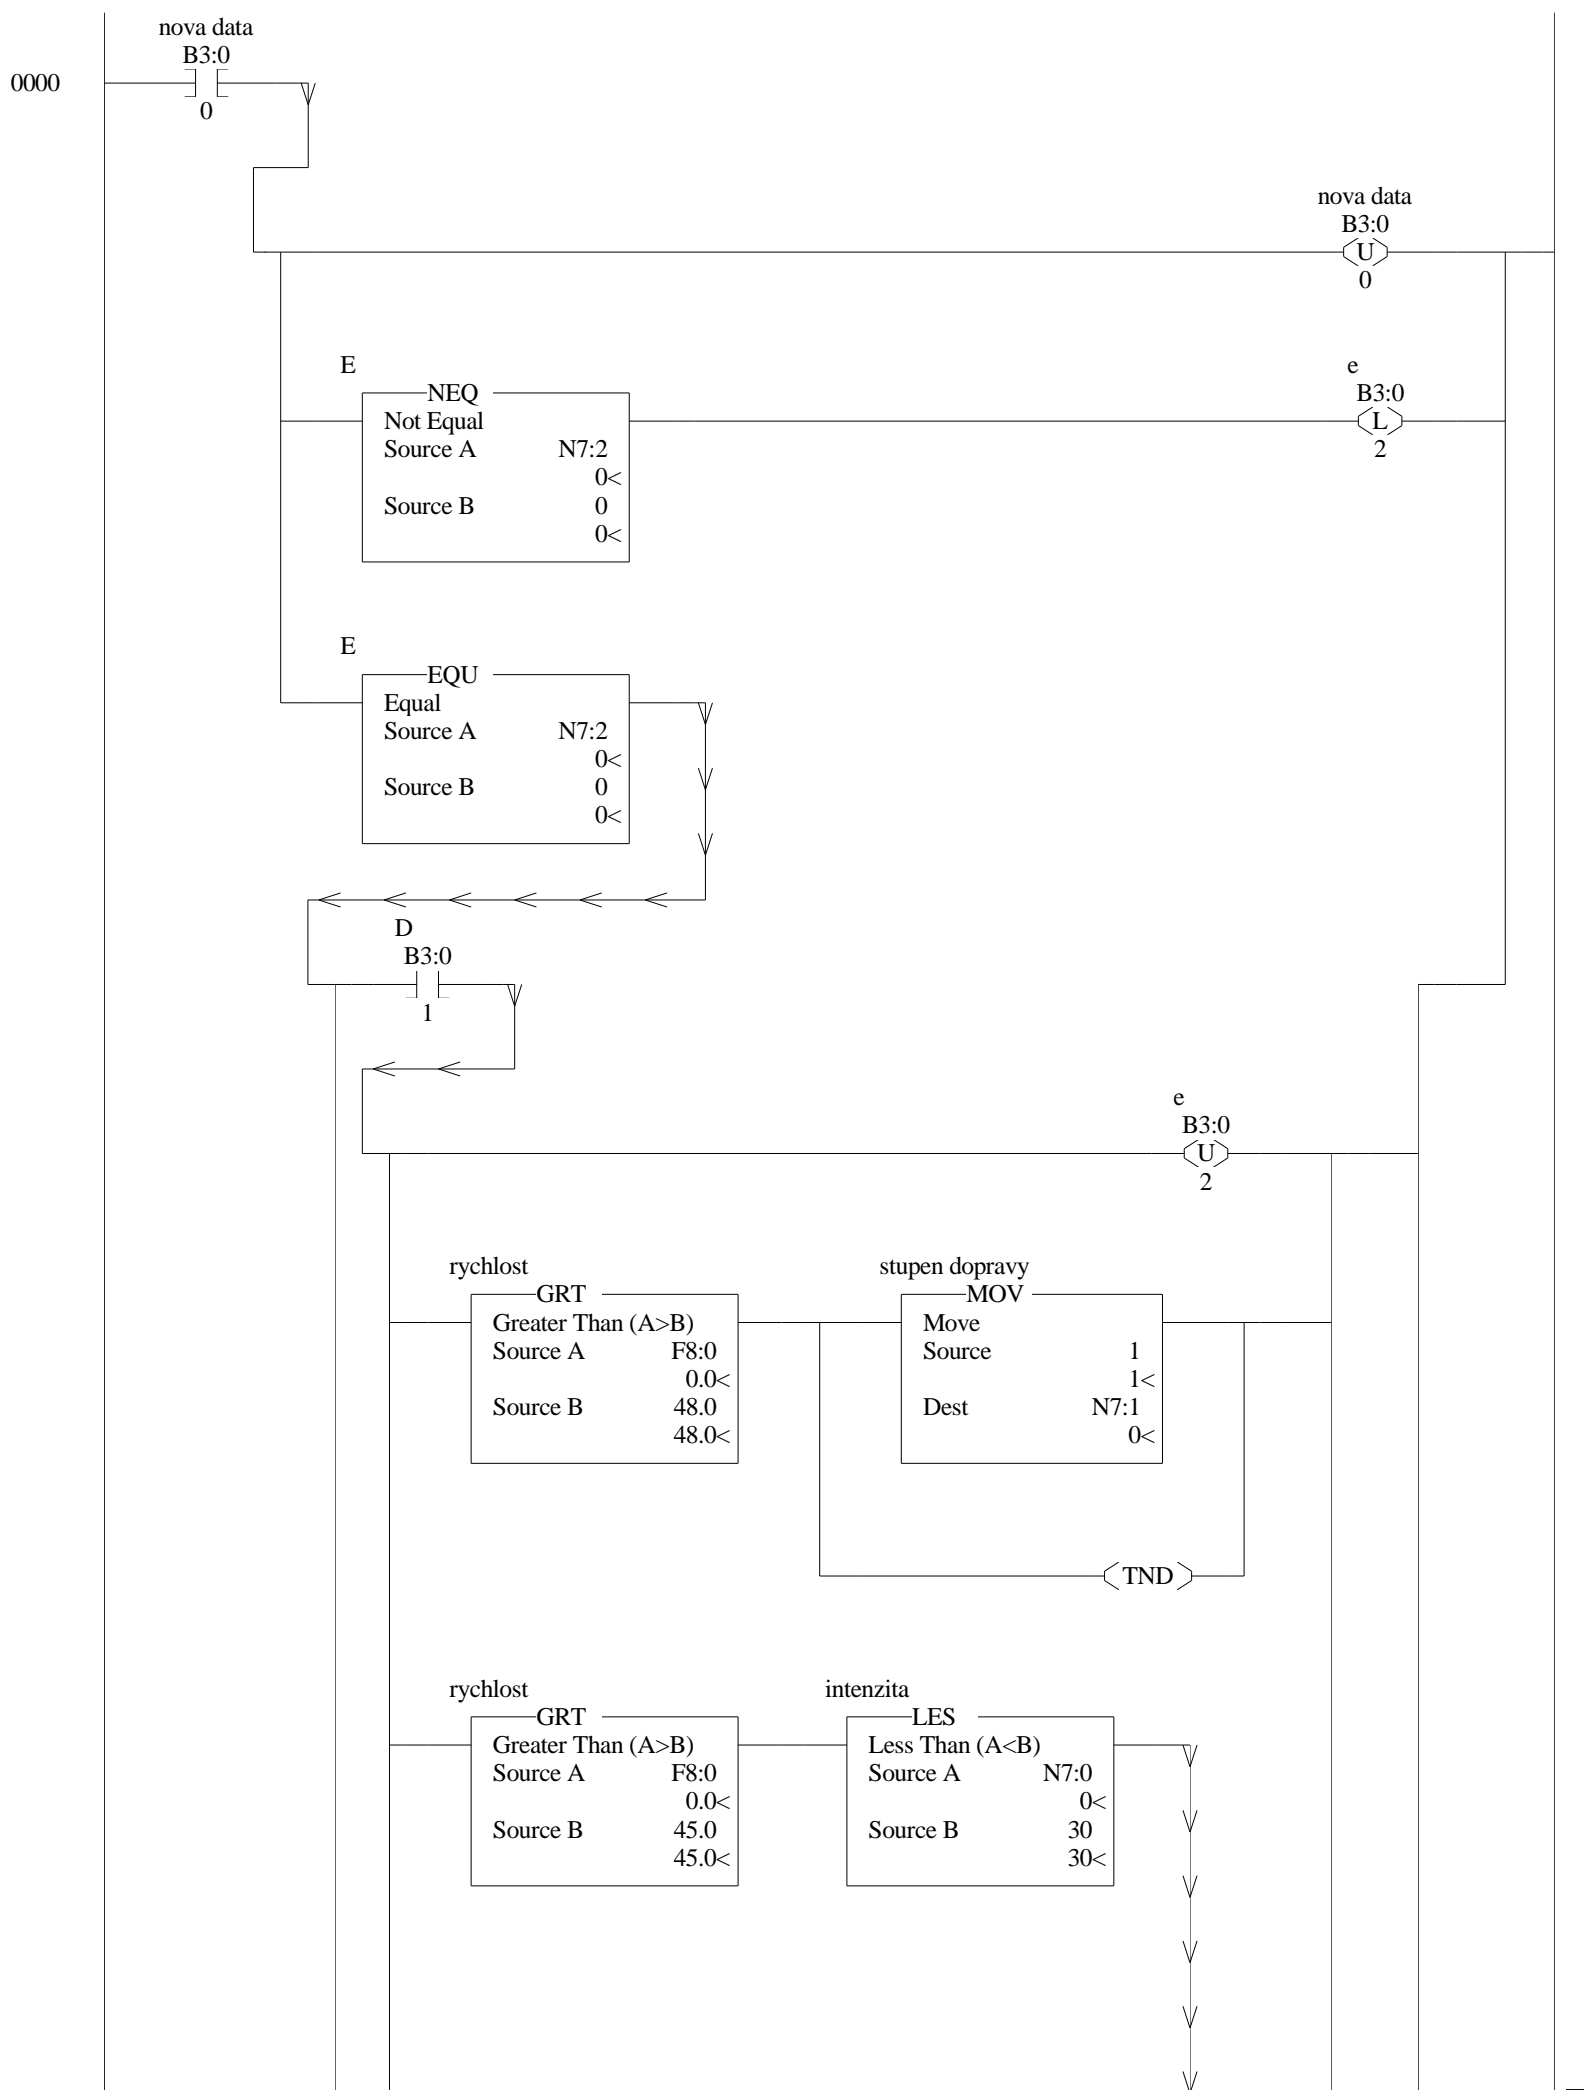 nova data
B3:0
0000
0
nova data
B3:0
U
0
E
NEQ
Not Equal
Source A N7:2
0<
Source B 0
0<
e
B3:0
L
2
E
EQU
Equal
Source A N7:2
0<
Source B 0
0<
D
B3:0
1
e
B3:0
U
2
rychlost
GRT
Greater Than (A>B)
Source A F8:0
0.0<
Source B 48.0
48.0<
stupen dopravy
MOV
Move
Source 1
1<
Dest N7:1
0<
TND
rychlost
GRT
Greater Than (A>B)
Source A F8:0
0.0<
Source B 45.0
45.0<
intenzita
LES
Less Than (A<B)
Source A N7:0
0<
Source B 30
30<